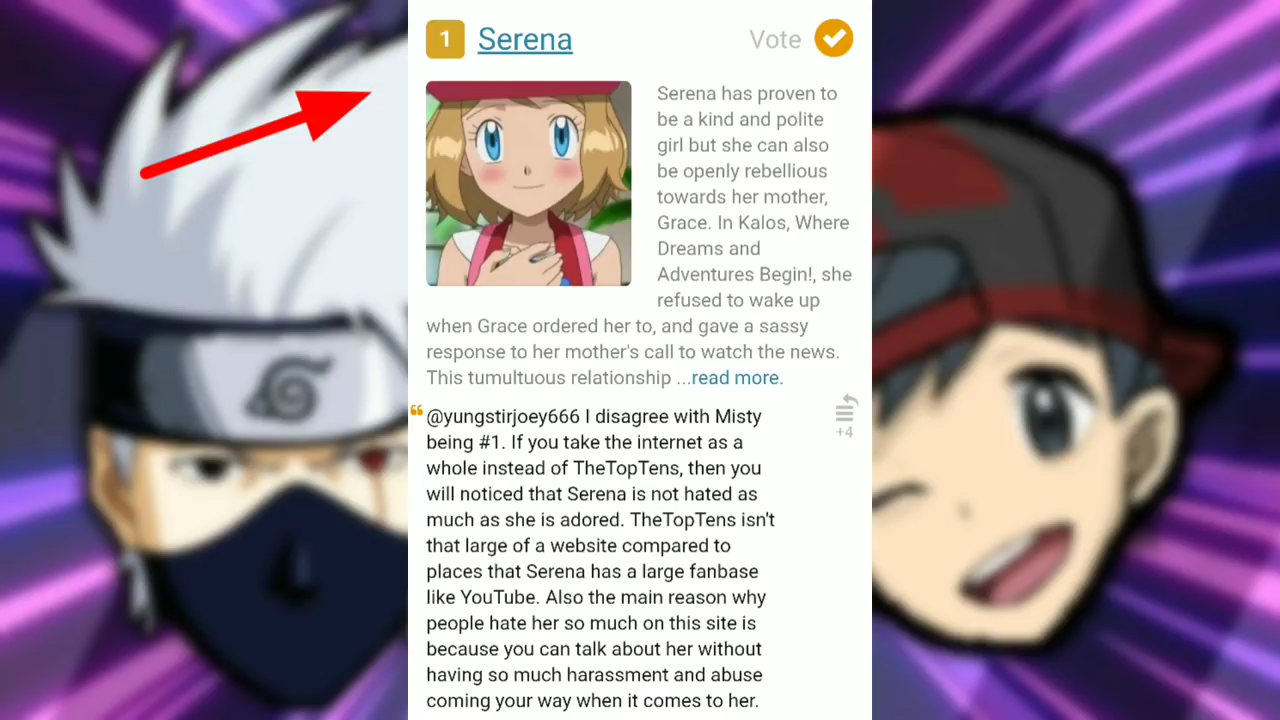 1 Serena Vote
Serena has proven to
be a kind and polite
girl but she can also
be openly rebellious
towards her mother,
Grace. In Kalos, Where
Dreams and
Adventures Begin!, she
refused to wake up
when Grace ordered her to, and gave a sassy
response to her mother's call to watch the news.
This tumultuous relationship ...read more.
@yungstirjoey666 I disagree with Misty
being #1. If you take the internet as a
whole instead of TheTopTens, then you
will noticed that Serena is not hated as
much as she is adored. TheTopTens isn't
that large of a website compared to
places that Serena has a large fanbase
like YouTube. Also the main reason why
people hate her so much on this site is
because you can talk about her without
having so much harassment and abuse
coming your way when it comes to her.
+4